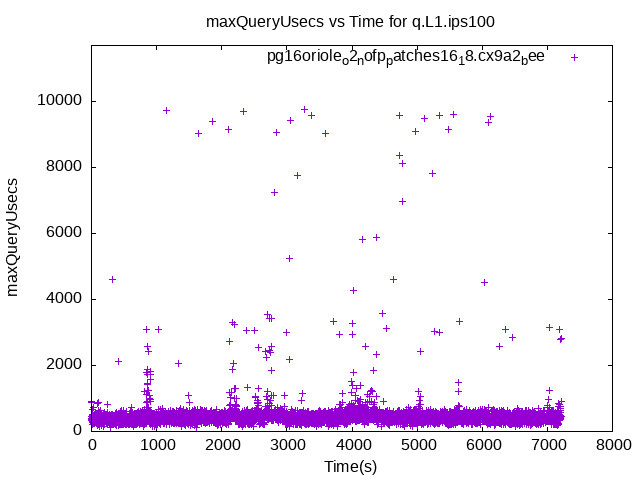 maxQueryUsecs vs Time for q.L1.ips100
pg16oriole_o2_nofp_patches16_18.cx9a2_bee
10000
8000
6000
4000
2000
0
maxQueryUsecs
0 1000 2000 3000 4000 5000 6000 7000 8000
Time(s)